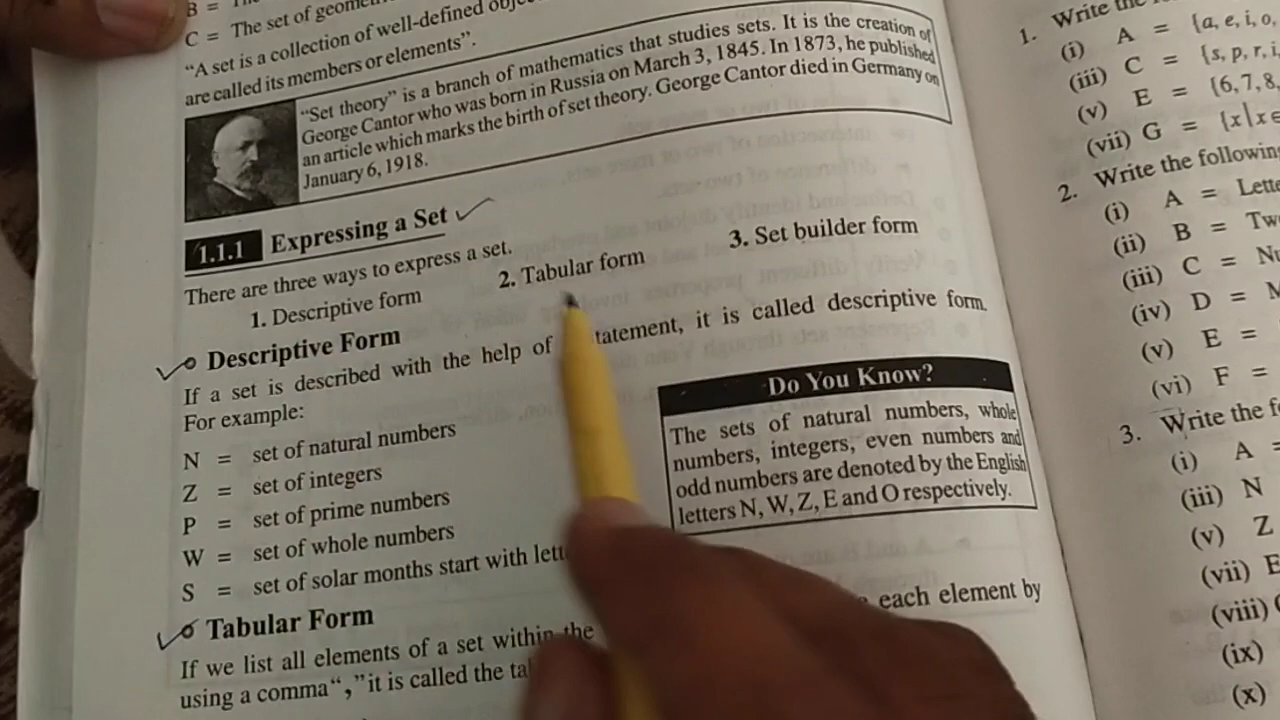 B =
C = The set of
"A set is a collection of well-defined
are called its members or elements".
"Set theory" is a branch of mathematics that studies sets. It is the creation of
George Cantor who was born in Russia on March 3, 1845. In 1873, he published
an article which marks the birth of set theory. George Cantor died in Germany on
January 6, 1918.
1.1.1 Expressing a Set
There are three ways to express a set.
1. Descriptive form 2. Tabular form 3. Set builder form
Descriptive Form
If a set is described with the help of tatement, it is called descriptive form.
For example:
N = set of natural numbers
Z = set of integers
P = set of prime numbers
W = set of whole numbers
S = set of solar months start with
Do You Know?
The sets of natural numbers, whole
numbers, integers, even numbers and
odd numbers are denoted by the English
letters N, W, Z, E and O respectively.
Tabular Form
If we list all elements of a set within the each element by
using a comma "," it is called the
1. Write
(i) A = {a, e, i, o,
(iii) C = {s, p, r, i,
(v) E = {6, 7, 8,
(vii) G = {x|x∈
2. Write the
(i) A =
(ii) B =
(iii) C =
(iv) D =
(v) E =
(vi) F =
3. Write the
(i) A =
(iii) N
(v) Z
(vii) E
(viii)
(ix)
(x)